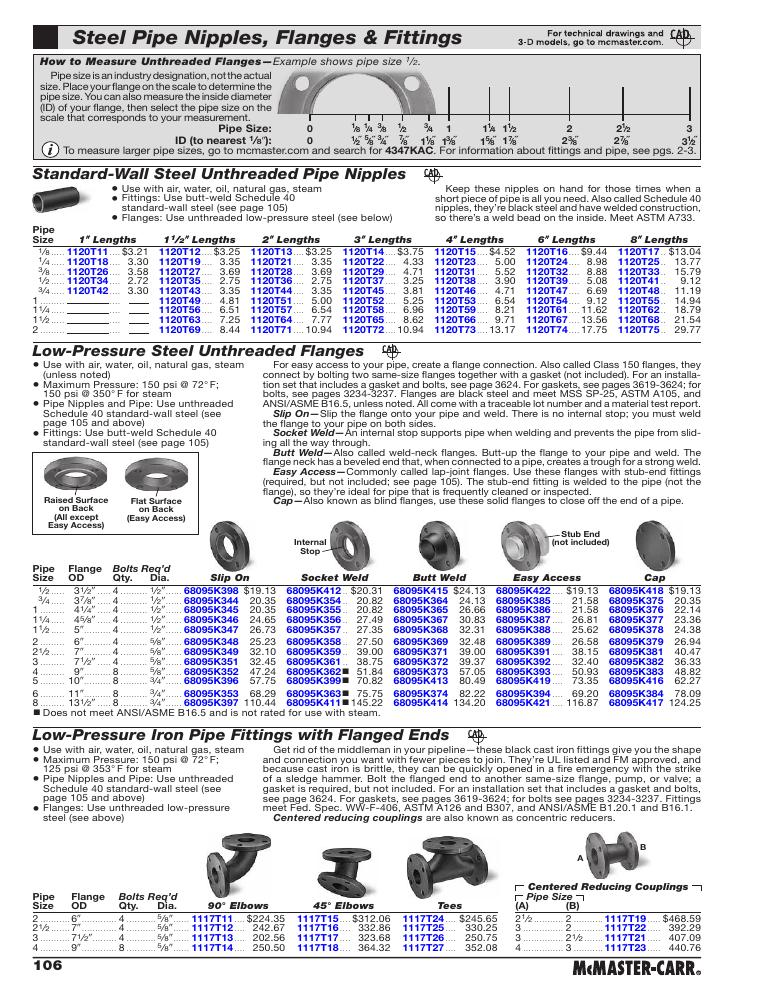 Steel Pipe Nipples, Flanges & Fittings
For technical drawings and
3-D models, go to mcmaster.com.
CAD
How to Measure Unthreaded Flanges—Example shows pipe size 1/2.
Pipe size is an industry designation, not the actual
size. Place your flange on the scale to determine the
pipe size. You can also measure the inside diameter
(ID) of your flange, then select the pipe size on the
scale that corresponds to your measurement.
Pipe Size: 0 1/8 1/4 3/8 1/2 3/4 1 1 1/4 1 1/2 2 2 1/2 3
ID (to nearest 1/8"): 0
To measure larger pipe sizes, go to mcmaster.com and search for 4347KAC. For information about fittings and pipe, see pgs. 2-3.
Standard-Wall Steel Unthreaded Pipe Nipples
CAD
• Use with air, water, oil, natural gas, steam
• Fittings: Use butt-weld Schedule 40
standard-wall steel (see page 105)
• Flanges: Use unthreaded low-pressure steel (see below)
Keep these nipples on hand for those times when a
short piece of pipe is all you need. Also called Schedule 40
nipples, they're black steel and have welded construction,
so there's a weld bead on the inside. Meet ASTM A733.
Pipe
Size 1" Lengths 1 1/2" Lengths 2" Lengths 3" Lengths 4" Lengths 6" Lengths 8" Lengths
1/8 1120T11 $3.21 1120T12 $3.25 1120T13 $3.25 1120T14 $3.75 1120T15 $4.52 1120T16 $9.44 1120T17 $13.04
1/4 1120T18 3.30 1120T19 3.35 1120T21 3.35 1120T22 4.33 1120T23 5.00 1120T24 8.98 1120T25 13.77
3/8 1120T26 3.58 1120T27 3.69 1120T28 3.69 1120T29 4.71 1120T31 5.52 1120T32 8.88 1120T33 15.79
1/2 1120T34 2.72 1120T35 2.75 1120T36 2.75 1120T37 3.25 1120T38 3.90 1120T39 5.08 1120T41 9.12
3/4 1120T42 3.30 1120T43 3.35 1120T44 3.35 1120T45 3.81 1120T46 4.71 1120T47 6.69 1120T48 11.19
1 1120T49 4.81 1120T51 5.00 1120T52 5.25 1120T53 6.54 1120T54 9.12 1120T55 14.94
1 1/4 1120T56 6.51 1120T57 6.54 1120T58 6.96 1120T59 8.21 1120T61 11.62 1120T62 18.79
1 1/2 1120T63 7.25 1120T64 7.77 1120T65 8.62 1120T66 9.71 1120T67 13.56 1120T68 21.54
2 1120T69 8.44 1120T71 10.94 1120T72 10.94 1120T73 13.17 1120T74 17.75 1120T75 29.77
Low-Pressure Steel Unthreaded Flanges
CAD
• Use with air, water, oil, natural gas, steam
(unless noted)
• Maximum Pressure: 150 psi @ 72° F;
150 psi @ 350° F for steam
• Pipe Nipples and Pipe: Use unthreaded
Schedule 40 standard-wall steel (see
page 105 and above)
• Fittings: Use butt-weld Schedule 40
standard-wall steel (see page 105)
For easy access to your pipe, create a flange connection. Also called Class 150 flanges, they
connect by bolting two same-size flanges together with a gasket (not included). For an installa-
tion set that includes a gasket and bolts, see page 3624. For gaskets, see pages 3619-3624; for
bolts, see pages 3234-3237. Flanges are black steel and meet MSS SP-25, ASTM A105, and
ANSI/ASME B16.5, unless noted. All come with a traceable lot number and a material test report.
Slip On—Slip the flange onto your pipe and weld. There is no internal stop; you must weld
the flange to your pipe on both sides.
Socket Weld—An internal stop supports pipe when welding and prevents the pipe from slid-
ing all the way through.
Butt Weld—Also called weld-neck flanges. Butt-up the flange to your pipe and weld. The
flange neck has a beveled end that, when connected to a pipe, creates a trough for a strong weld.
Easy Access—Commonly called lap-joint flanges. Use these flanges with stub-end fittings
(required, but not included; see page 105). The stub-end fitting is welded to the pipe (not the
flange), so they're ideal for pipe that is frequently cleaned or inspected.
Cap—Also known as blind flanges, use these solid flanges to close off the end of a pipe.
Raised Surface
on Back
(All except
Easy Access)
Flat Surface
on Back
(Easy Access)
Internal
Stop
Stub End
(not included)
Pipe Flange Bolts Req'd
Size OD Qty. Dia. Slip On Socket Weld Butt Weld Easy Access Cap
1/2 3 1/2" 4 1/2" 68095K398 $19.13 68095K412 $20.31 68095K415 $24.13 68095K422 $19.13 68095K418 $19.13
3/4 3 7/8" 4 1/2" 68095K344 20.35 68095K354 20.82 68095K364 24.13 68095K385 21.58 68095K375 20.35
1 4 1/4" 4 1/2" 68095K345 20.35 68095K355 20.82 68095K365 26.66 68095K386 21.58 68095K376 22.14
1 1/4 4 5/8" 4 1/2" 68095K346 24.65 68095K356 27.49 68095K367 30.83 68095K387 26.81 68095K377 23.36
1 1/2 5" 4 1/2" 68095K347 26.73 68095K357 27.35 68095K368 32.31 68095K388 25.62 68095K378 24.38
2 6" 4 5/8" 68095K348 25.23 68095K358 27.50 68095K369 32.48 68095K389 26.58 68095K379 26.94
2 1/2 7" 4 5/8" 68095K349 32.10 68095K359 39.00 68095K371 39.00 68095K391 38.15 68095K381 40.47
3 7 1/2" 4 5/8" 68095K351 32.45 68095K361 38.75 68095K372 39.37 68095K392 32.40 68095K382 36.33
4 9" 8 5/8" 68095K352 47.24 68095K362■ 51.84 68095K373 57.05 68095K393 50.93 68095K383 48.82
5 10" 8 3/4" 68095K396 57.75 68095K399■ 70.82 68095K413 80.49 68095K419 73.35 68095K416 62.27
6 11" 8 3/4" 68095K353 68.29 68095K363■ 75.75 68095K374 82.22 68095K394 69.20 68095K384 78.09
8 13 1/2" 8 3/4" 68095K397 110.44 68095K411■ 145.22 68095K414 134.20 68095K421 116.87 68095K417 124.25
■ Does not meet ANSI/ASME B16.5 and is not rated for use with steam.
Low-Pressure Iron Pipe Fittings with Flanged Ends
CAD
• Use with air, water, oil, natural gas, steam
• Maximum Pressure: 150 psi @ 72° F;
125 psi @ 353° F for steam
• Pipe Nipples and Pipe: Use unthreaded
Schedule 40 standard-wall steel (see
page 105 and above)
• Flanges: Use unthreaded low-pressure
steel (see above)
Get rid of the middleman in your pipeline—these black cast iron fittings give you the shape
and connection you want with fewer pieces to join. They're UL listed and FM approved, and
because cast iron is brittle, they can be quickly opened in a fire emergency with the strike
of a sledge hammer. Bolt the flanged end to another same-size flange, pump, or valve; a
gasket is required, but not included. For an installation set that includes a gasket and bolts,
see page 3624. For gaskets, see pages 3619-3624; for bolts see pages 3234-3237. Fittings
meet Fed. Spec. WW-F-406, ASTM A126 and B307, and ANSI/ASME B1.20.1 and B16.1.
Centered reducing couplings are also known as concentric reducers.
A
B
Pipe Flange Bolts Req'd
Size OD Qty. Dia. 90° Elbows 45° Elbows Tees
2 6" 4 5/8" 1117T11 $224.35 1117T15 $312.06 1117T24 $245.65
2 1/2 7" 4 5/8" 1117T12 242.67 1117T16 332.86 1117T25 330.25
3 7 1/2" 4 5/8" 1117T13 202.56 1117T17 323.68 1117T26 250.75
4 9" 8 5/8" 1117T14 250.50 1117T18 364.32 1117T27 352.08
Centered Reducing Couplings
Pipe Size
(A) (B)
2 1/2 2 1117T19 $468.59
3 2 1117T22 392.29
3 2 1/2 1117T21 407.09
4 3 1117T23 440.76
106
McMASTER-CARR®